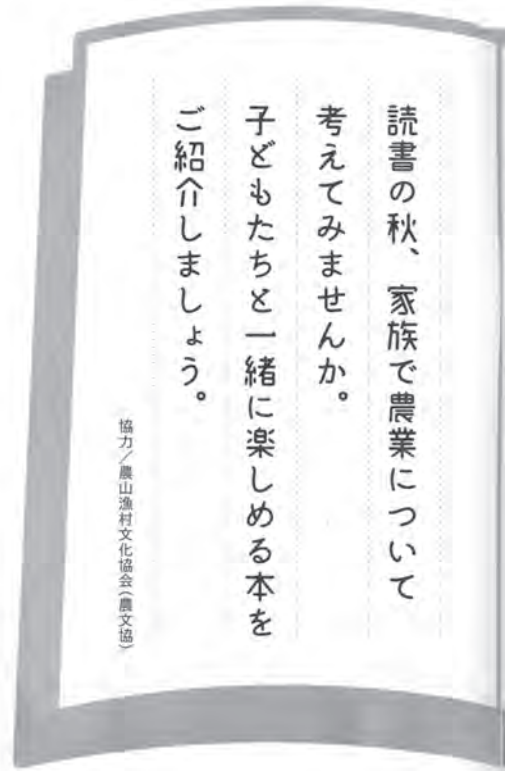 読書の秋、家族で農業について
考えてみませんか。
子どもたちと一緒に楽しめる本を
ご紹介しましょう。
協力／農山漁村文化協会（農文協）